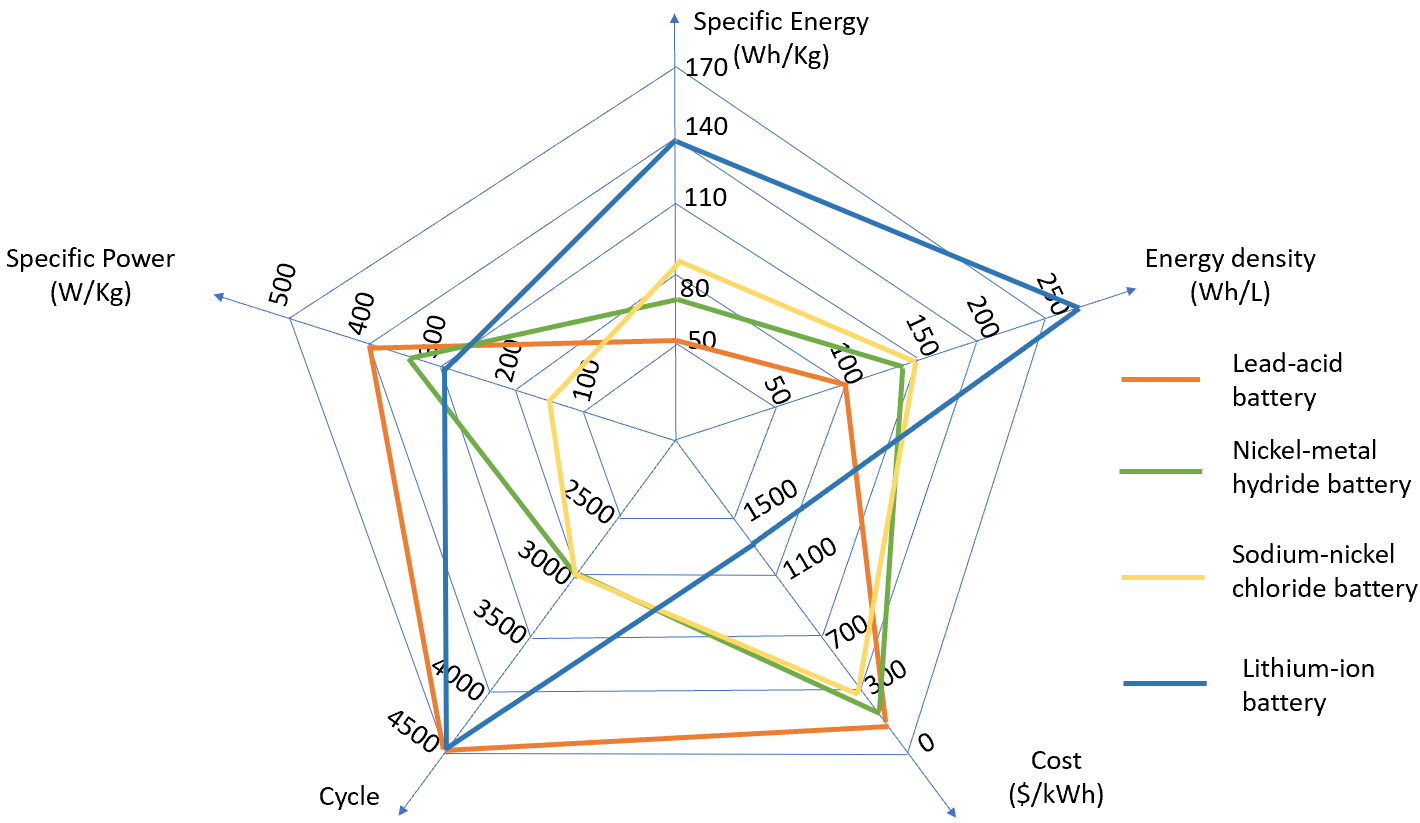 Specific Energy
(Wh/Kg)
170
140
110
80
50
Specific Power
(W/Kg)
500
400
300
200
100
Energy density
(Wh/L)
250
200
150
100
50
2500
3000
3500
4000
4500
Cycle
1500
1100
700
300
0
Cost
($/kWh)
Lead-acid
battery
Nickel-metal
hydride battery
Sodium-nickel
chloride battery
Lithium-ion
battery